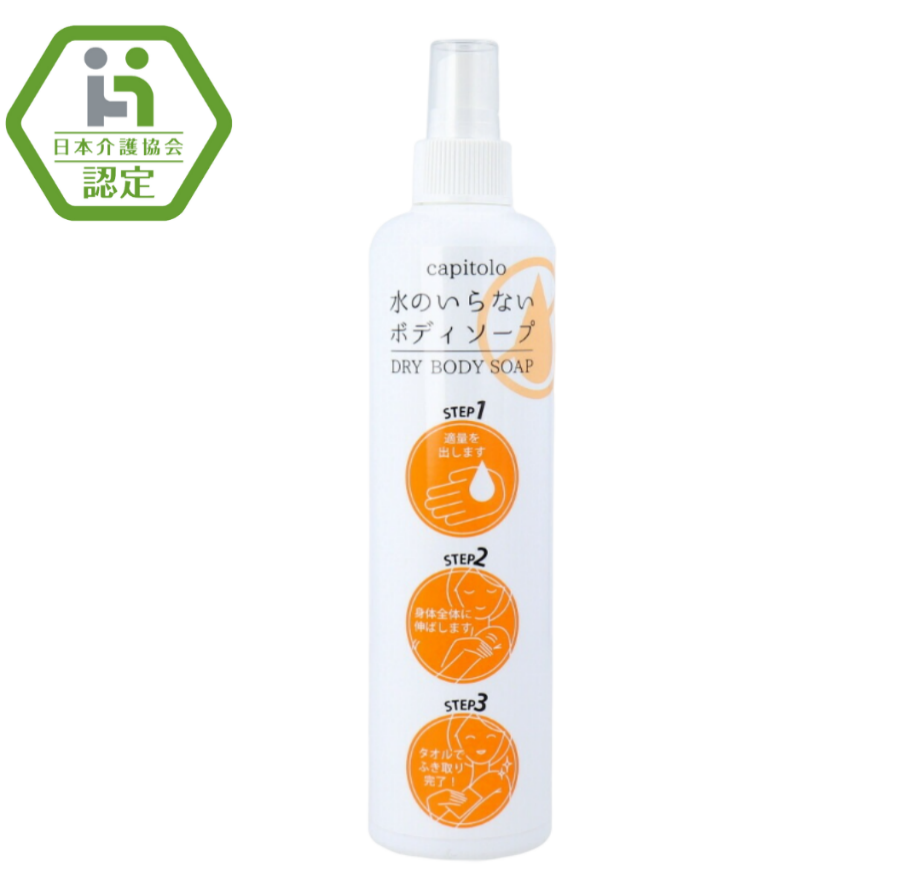 日本介護協会
認定
capitolo
水のいらない
ボディソープ
DRY BODY SOAP
STEP1
適量を
出します
STEP2
身体全体に
伸ばします
STEP3
タオルで
ふき取り
完了！